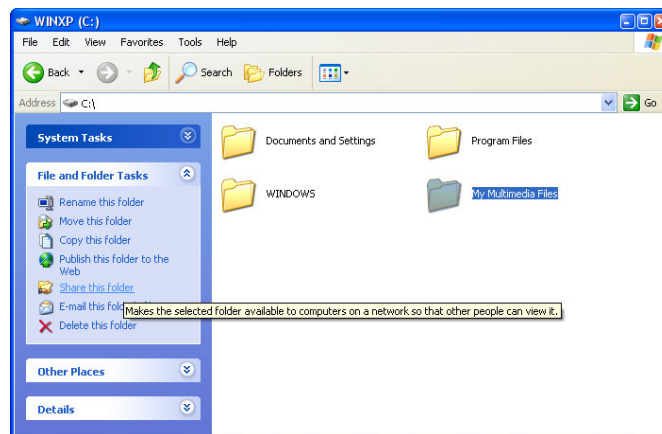 WINXP (C:)
File Edit View Favorites Tools Help
Back Search Folders
Address C:\ Go
System Tasks
File and Folder Tasks
Rename this folder
Move this folder
Copy this folder
Publish this folder to the
Web
Share this folder
E-mail this
Makes the selected folder available to computers on a network so that other people can view it.
Delete this folder
Other Places
Details
Documents and Settings
Program Files
WINDOWS
My Multimedia Files